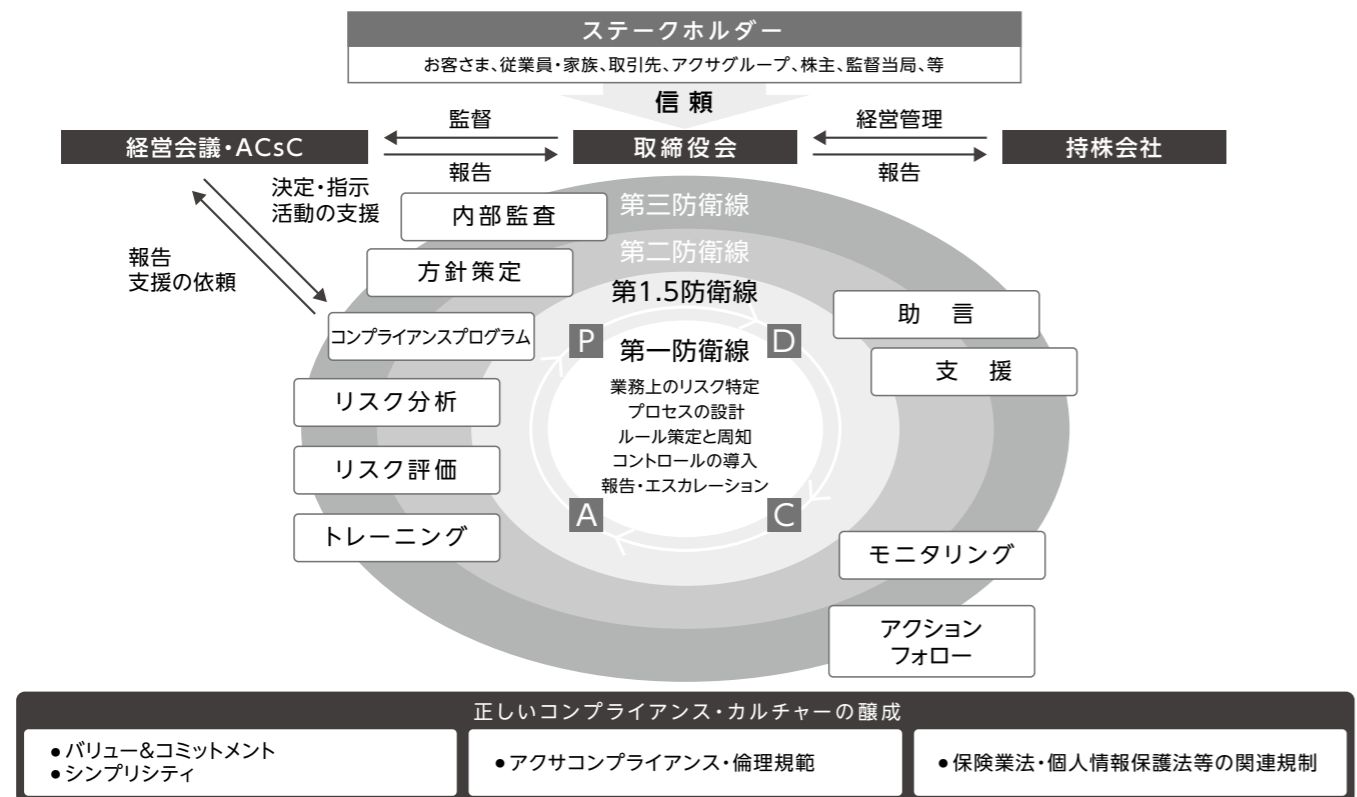 ステークホルダー
お客さま、従業員・家族、取引先、アクサグループ、株主、監督当局、等
信頼
経営会議・ACsC
監督
報告
取締役会
経営管理
報告
持株会社
決定・指示
活動の支援
報告
支援の依頼
内部監査
方針策定
コンプライアンスプログラム
リスク分析
リスク評価
トレーニング
第三防衛線
第二防衛線
第1.5防衛線
P
D
第一防衛線
業務上のリスク特定
プロセスの設計
ルール策定と周知
コントロールの導入
報告・エスカレーション
A
C
助 言
支 援
モニタリング
アクション
フォロー
正しいコンプライアンス・カルチャーの醸成
●バリュー&コミットメント
●シンプリシティ
●アクサコンプライアンス・倫理規範
●保険業法・個人情報保護法等の関連規制